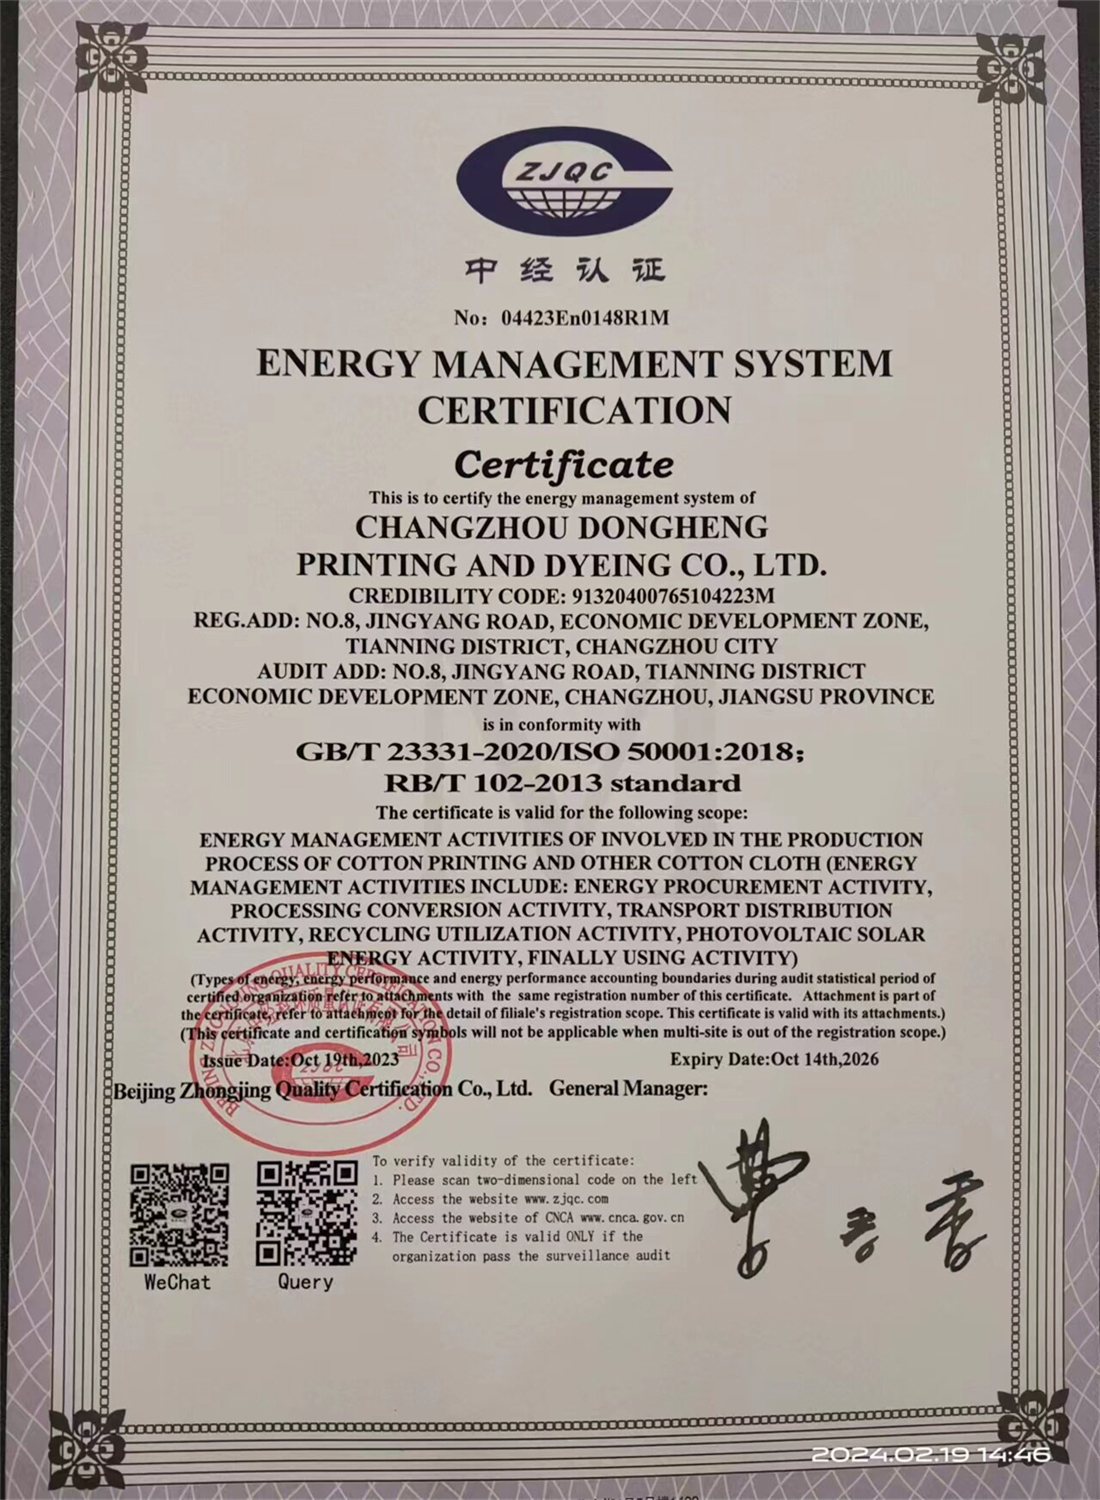 ZJQC
中经认证
No: 04423En0148R1M
ENERGY MANAGEMENT SYSTEM
CERTIFICATION
Certificate
This is to certify the energy management system of
CHANGZHOU DONGHENG
PRINTING AND DYEING CO., LTD.
CREDIBILITY CODE: 91320400765104223M
REG.ADD: NO.8, JINGYANG ROAD, ECONOMIC DEVELOPMENT ZONE,
TIANNING DISTRICT, CHANGZHOU CITY
AUDIT ADD: NO.8, JINGYANG ROAD, TIANNING DISTRICT
ECONOMIC DEVELOPMENT ZONE, CHANGZHOU, JIANGSU PROVINCE
is in conformity with
GB/T 23331-2020/ISO 50001:2018;
RB/T 102-2013 standard
The certificate is valid for the following scope:
ENERGY MANAGEMENT ACTIVITIES OF INVOLVED IN THE PRODUCTION
PROCESS OF COTTON PRINTING AND OTHER COTTON CLOTH (ENERGY
MANAGEMENT ACTIVITIES INCLUDE: ENERGY PROCUREMENT ACTIVITY,
PROCESSING CONVERSION ACTIVITY, TRANSPORT DISTRIBUTION
ACTIVITY, RECYCLING UTILIZATION ACTIVITY, PHOTOVOLTAIC SOLAR
ENERGY ACTIVITY, FINALLY USING ACTIVITY)
(Types of energy, energy performance and energy performance accounting boundaries during audit statistical period of
certified organization refer to attachments with the same registration number of this certificate. Attachment is part of
the certificate, refer to attachment for the detail of filiale's registration scope. This certificate is valid with its attachments.)
(This certificate and certification symbols will not be applicable when multi-site is out of the registration scope.)
Issue Date:Oct 19th,2023 Expiry Date:Oct 14th,2026
Beijing Zhongjing Quality Certification Co., Ltd. General Manager:
BEIJING ZHONGJING QUALITY CERTIFICATION CO., LTD.
ZJQC
To verify validity of the certificate:
1. Please scan two-dimensional code on the left
2. Access the website www.zjqc.com
3. Access the website of CNCA www.cnca.gov.cn
4. The Certificate is valid ONLY if the
organization pass the surveillance audit
WeChat
Query
2024.02.19 14:46